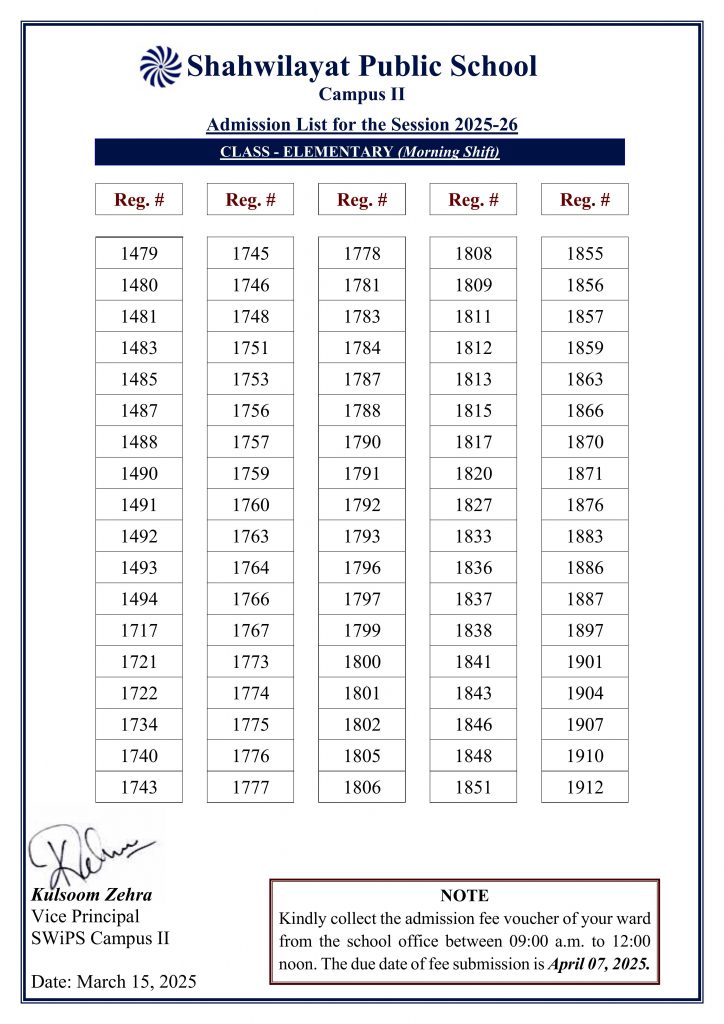 Shahwilayat Public School
Campus II
Admission List for the Session 2025-26
CLASS - ELEMENTARY (Morning Shift)
Reg. # Reg. # Reg. # Reg. # Reg. #
1479 1745 1778 1808 1855
1480 1746 1781 1809 1856
1481 1748 1783 1811 1857
1483 1751 1784 1812 1859
1485 1753 1787 1813 1863
1487 1756 1788 1815 1866
1488 1757 1790 1817 1870
1490 1759 1791 1820 1871
1491 1760 1792 1827 1876
1492 1763 1793 1833 1883
1493 1764 1796 1836 1886
1494 1766 1797 1837 1887
1717 1767 1799 1838 1897
1721 1773 1800 1841 1901
1722 1774 1801 1843 1904
1734 1775 1802 1846 1907
1740 1776 1805 1848 1910
1743 1777 1806 1851 1912
Kulsoom Zehra
Vice Principal
SWiPS Campus II
Date: March 15, 2025
NOTE
Kindly collect the admission fee voucher of your ward
from the school office between 09:00 a.m. to 12:00
noon. The due date of fee submission is April 07, 2025.